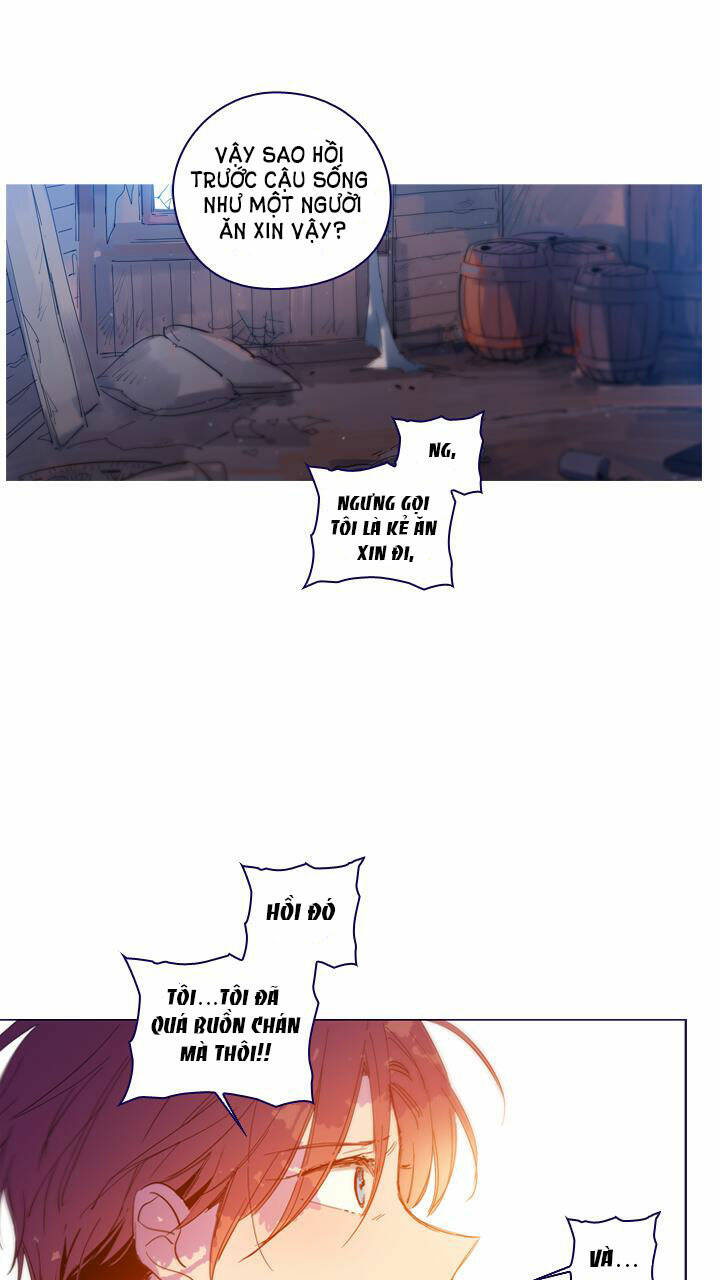 VẬY SAO HỒI
TRƯỚC CẬU SỐNG
NHƯ MỘT NGƯỜI
ĂN XIN VẬY?
NG,
NGƯNG GỌI
TÔI LÀ KẺ ĂN
XIN ĐI,
HỒI ĐÓ
TÔI...TÔI ĐÃ
QUÁ BUỒN CHÁN
MÀ THÔI!!
VÀ...